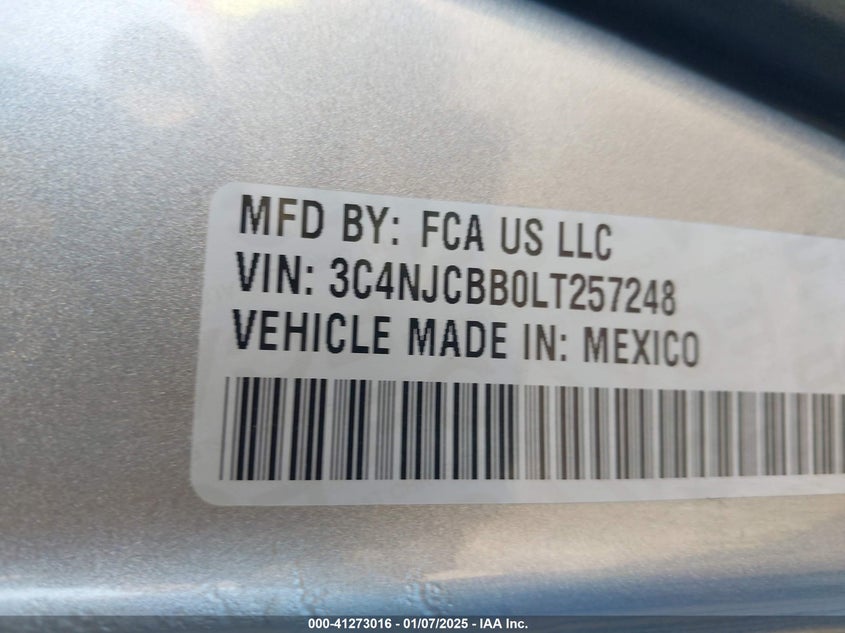 MFD BY: FCA US LLC
VIN: 3C4NJCBB0LT257248
VEHICLE MADE IN: MEXICO
000-41273016 - 01/07/2025 - IAA Inc.